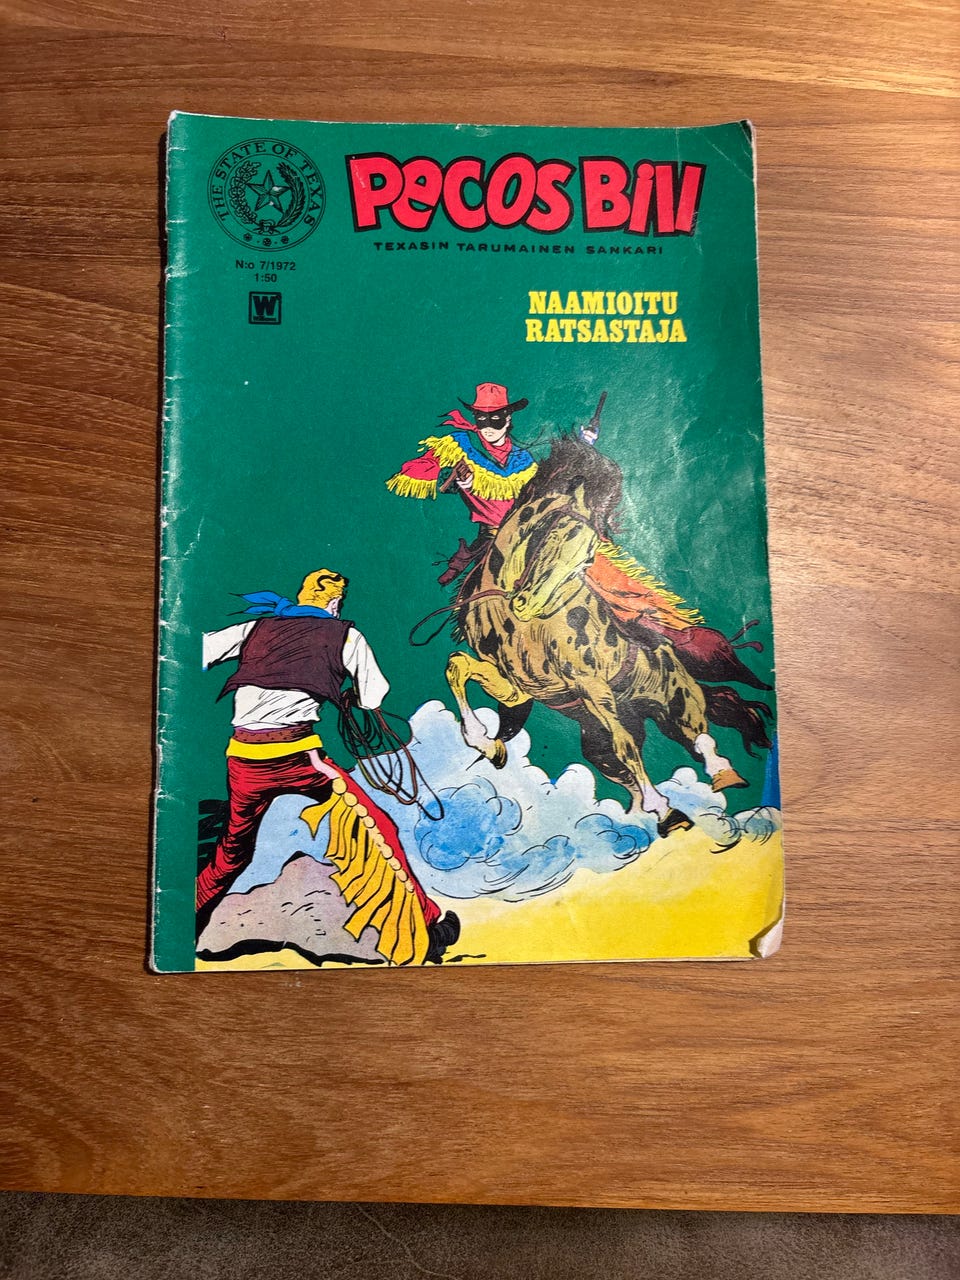 THE STATE OF TEXAS
PECOS BILL
TEXASIN TARUMAINEN SANKARI
N:o 7/1972
1:50
W
NAAMIOITU
RATSASTAJA